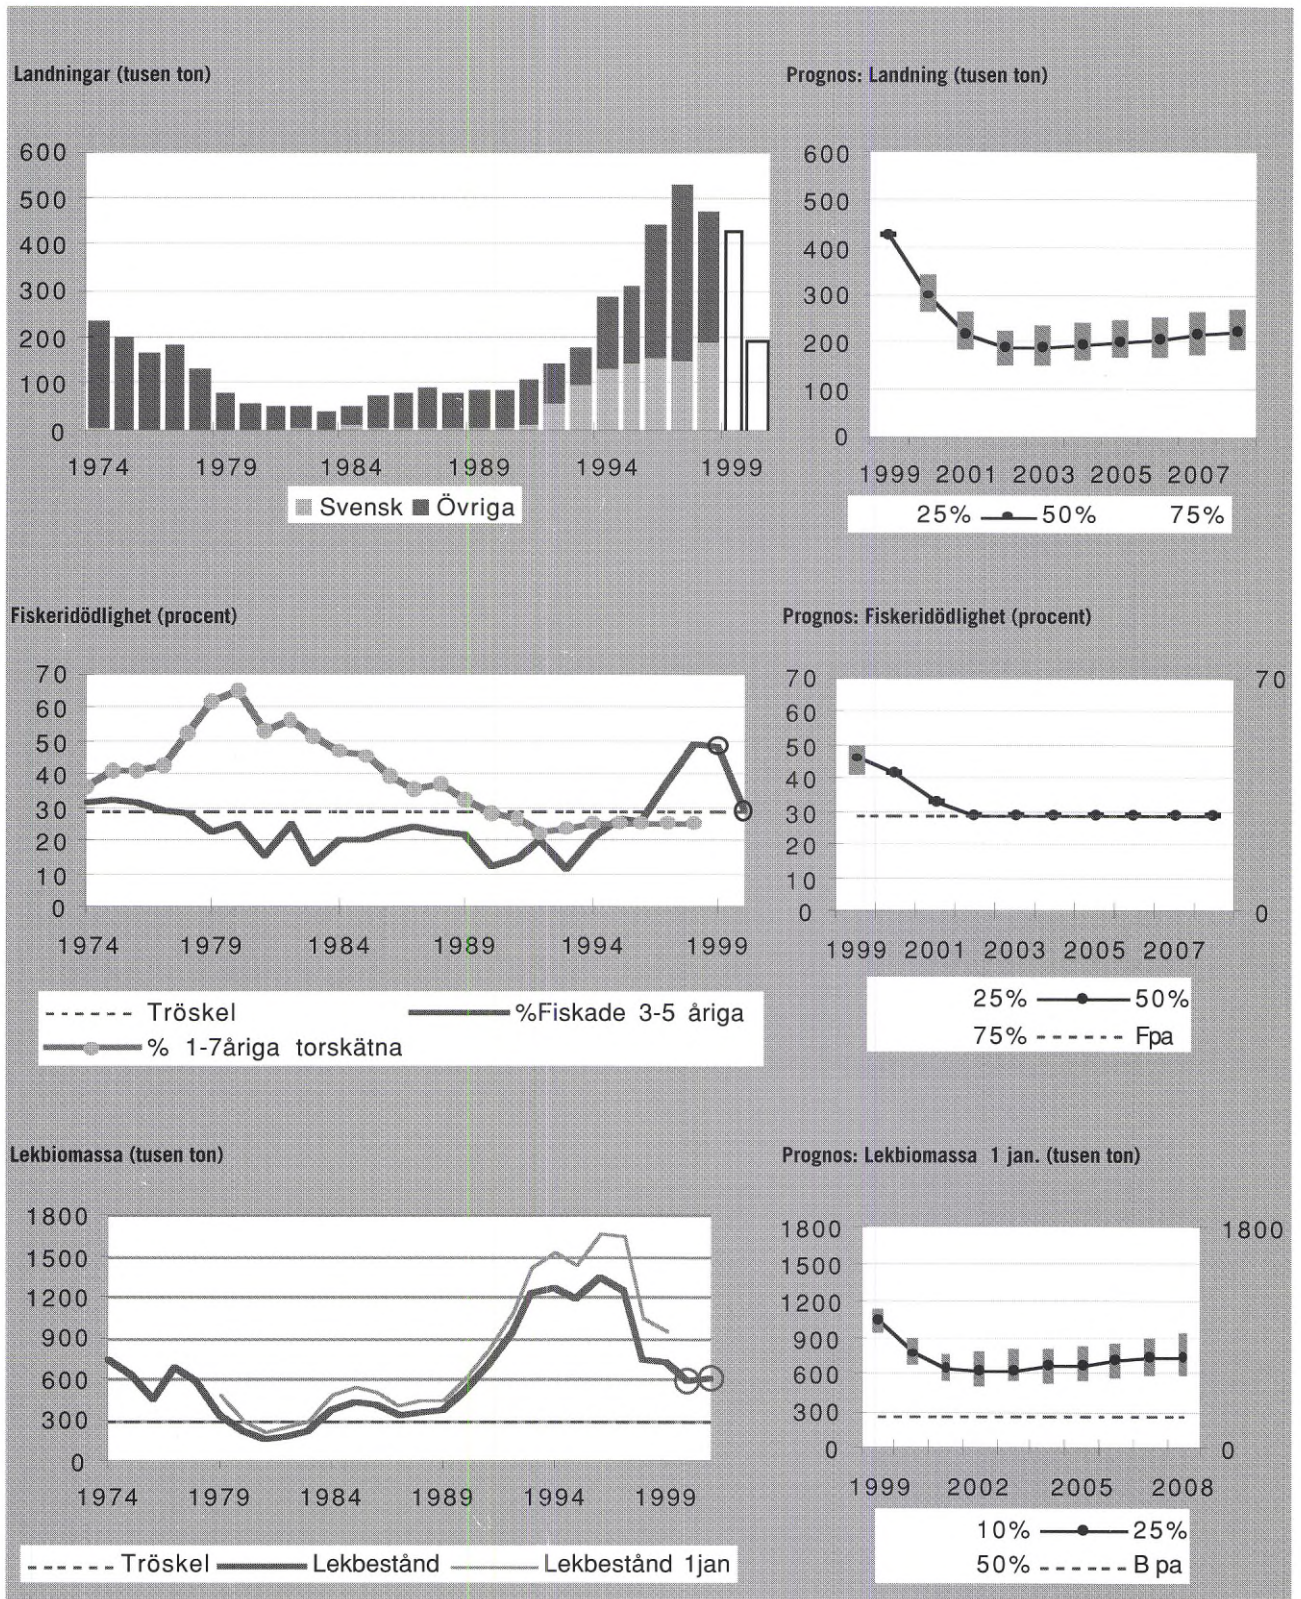 Landningar (tusen ton)
600
500
400
300
200
100
0
1974 1979 1984 1989 1994 1999
Svensk Övriga
Prognos: Landning (tusen ton)
600
500
400
300
200
100
0
1999 2001 2003 2005 2007
25% 50% 75%
Fiskeridödlighet (procent)
70
60
50
40
30
20
10
0
1974 1979 1984 1989 1994 1999
Tröskel %Fiskade 3-5 åriga
% 1-7åriga torskätna
Prognos: Fiskeridödlighet (procent)
70 70
60
50
40
30
20
10
0 0
1999 2001 2003 2005 2007
25% 50%
75% Fpa
Lekbiomassa (tusen ton)
1800
1500
1200
900
600
300
0
1974 1979 1984 1989 1994 1999
Tröskel Lekbestånd Lekbestånd 1jan
Prognos: Lekbiomassa 1 jan. (tusen ton)
1800 1800
1500
1200
900
600
300
0 0
1999 2002 2005 2008
10% 25%
50% B pa